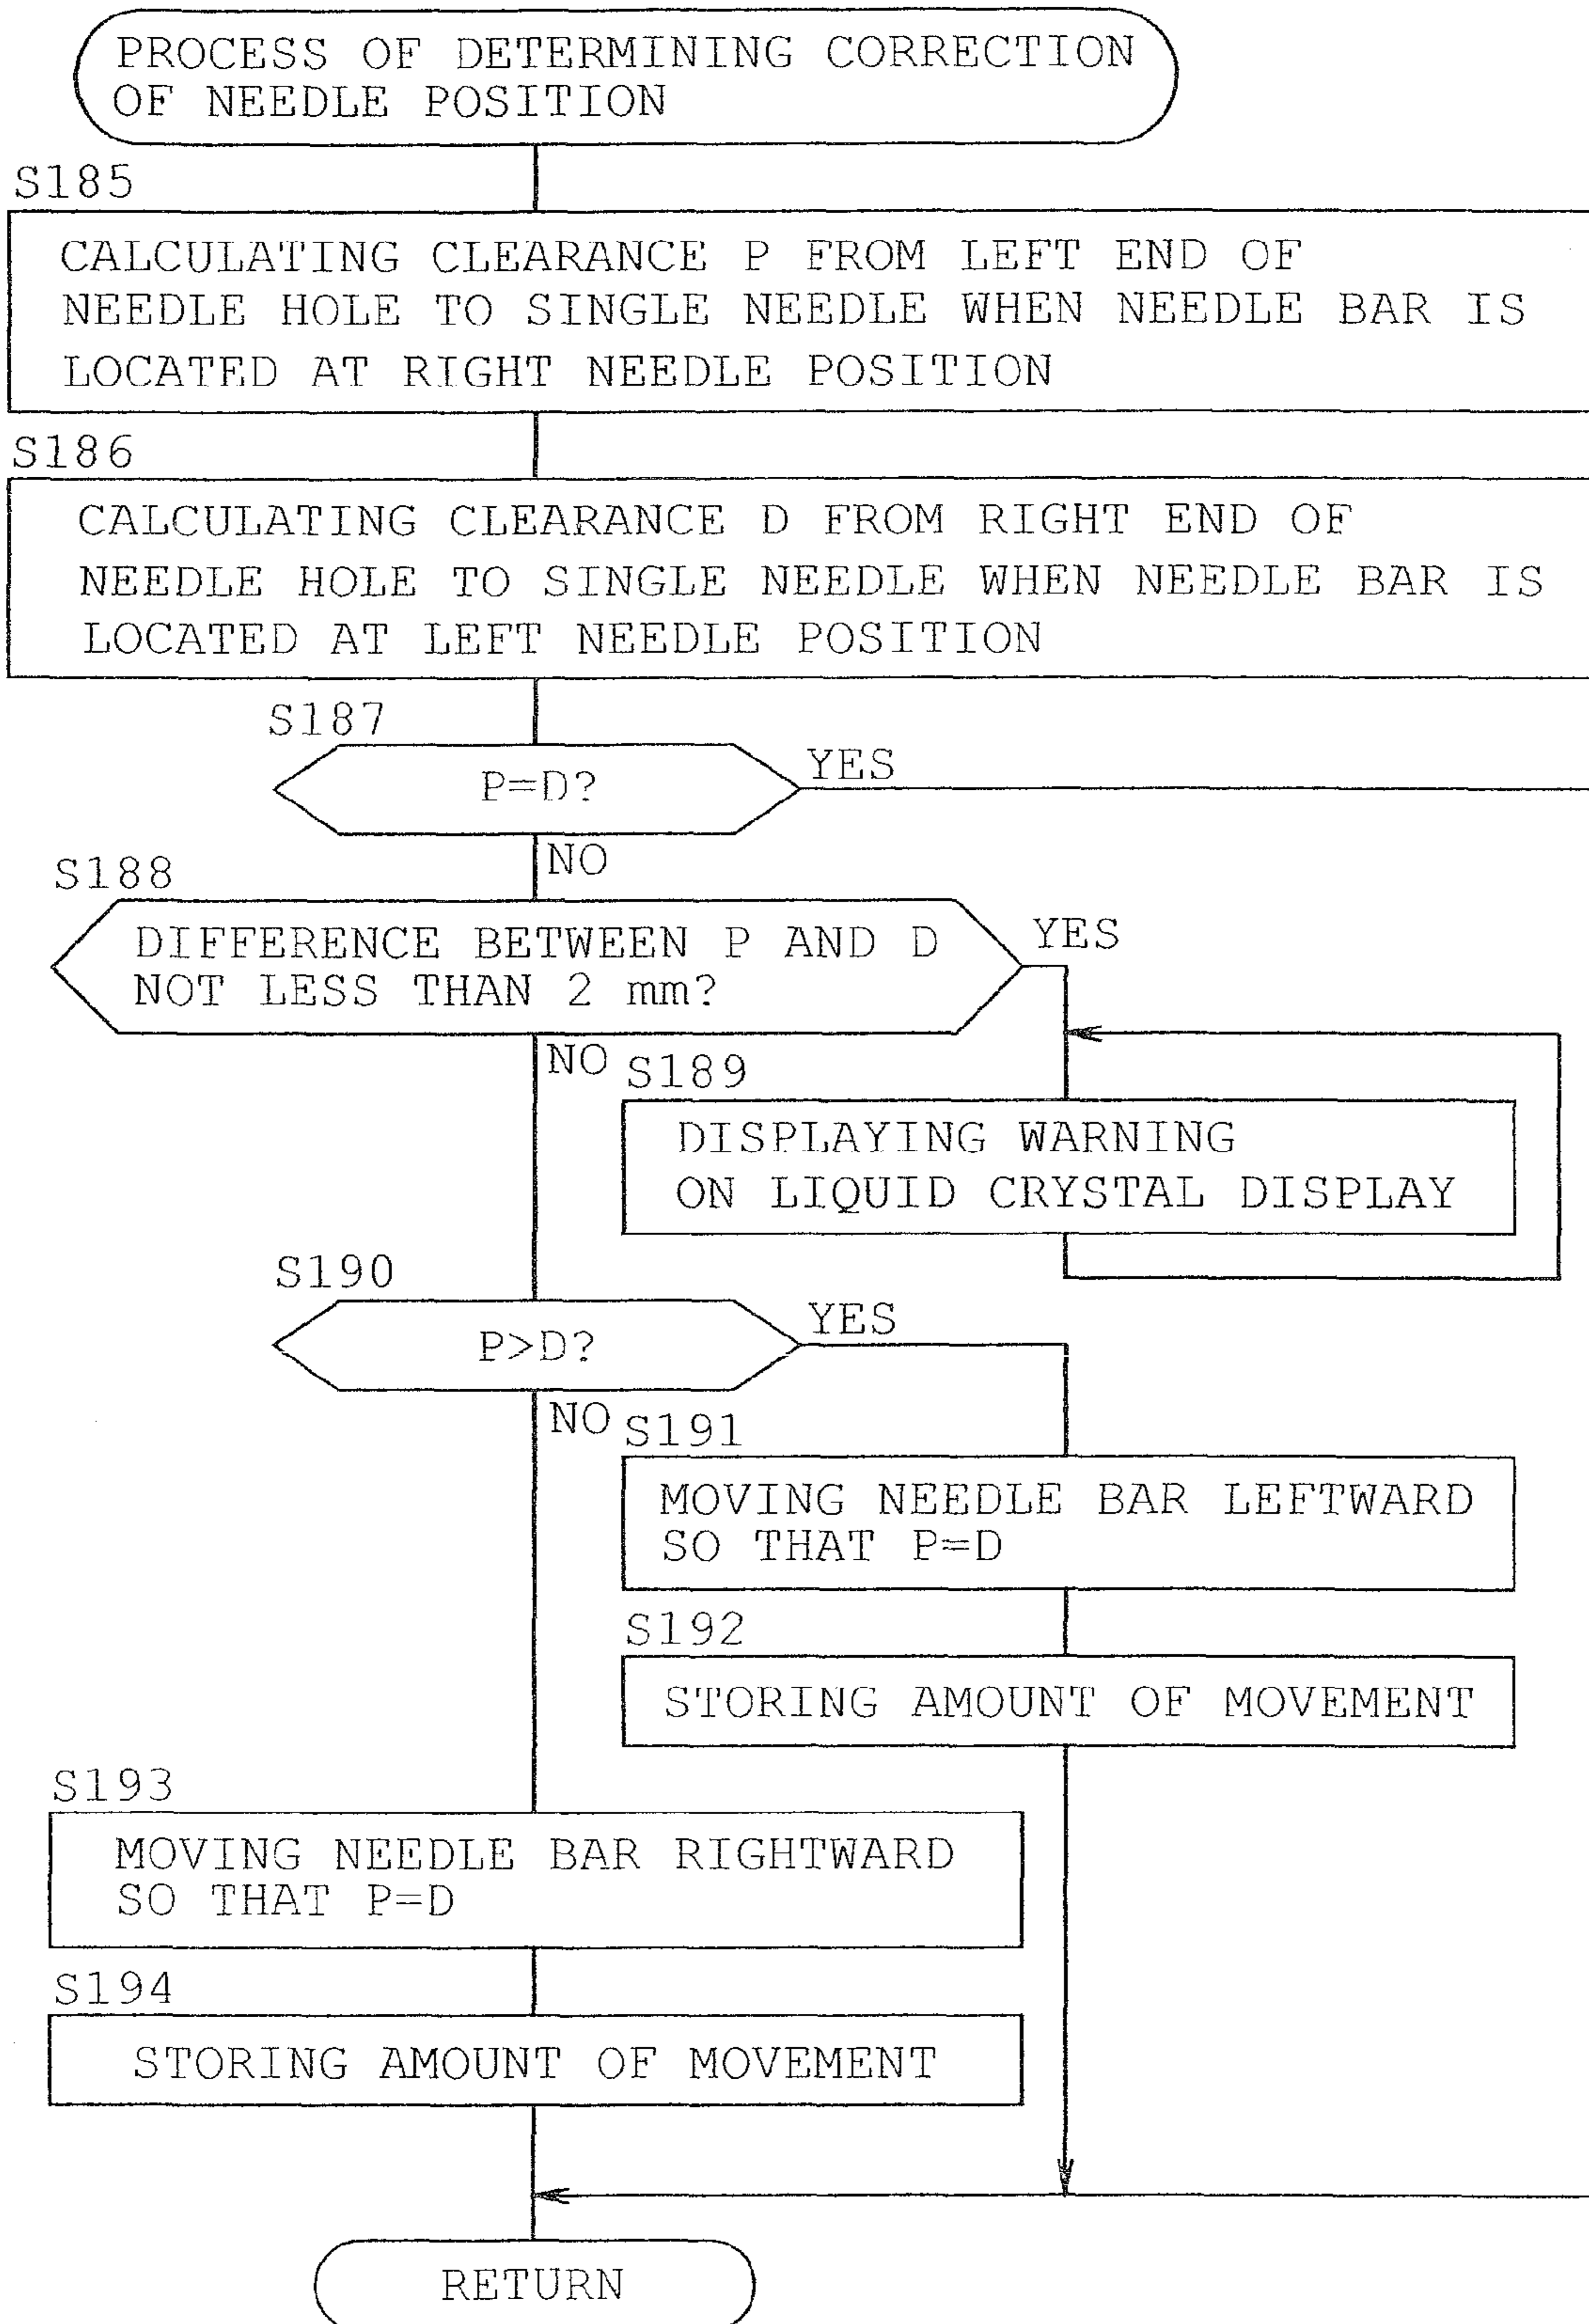 PROCESS OF DETERMINING CORRECTION
OF NEEDLE POSITION
S185
CALCULATING CLEARANCE P FROM LEFT END OF
NEEDLE HOLE TO SINGLE NEEDLE WHEN NEEDLE BAR IS
LOCATED AT RIGHT NEEDLE POSITION
S186
CALCULATING CLEARANCE D FROM RIGHT END OF
NEEDLE HOLE TO SINGLE NEEDLE WHEN NEEDLE BAR IS
LOCATED AT LEFT NEEDLE POSITION
S187
P=D?
YES
NO
S188
DIFFERENCE BETWEEN P AND D
NOT LESS THAN 2 mm?
YES
NO
S189
DISPLAYING WARNING
ON LIQUID CRYSTAL DISPLAY
S190
P>D?
YES
NO
S191
MOVING NEEDLE BAR LEFTWARD
SO THAT P=D
S192
STORING AMOUNT OF MOVEMENT
S193
MOVING NEEDLE BAR RIGHTWARD
SO THAT P=D
S194
STORING AMOUNT OF MOVEMENT
RETURN